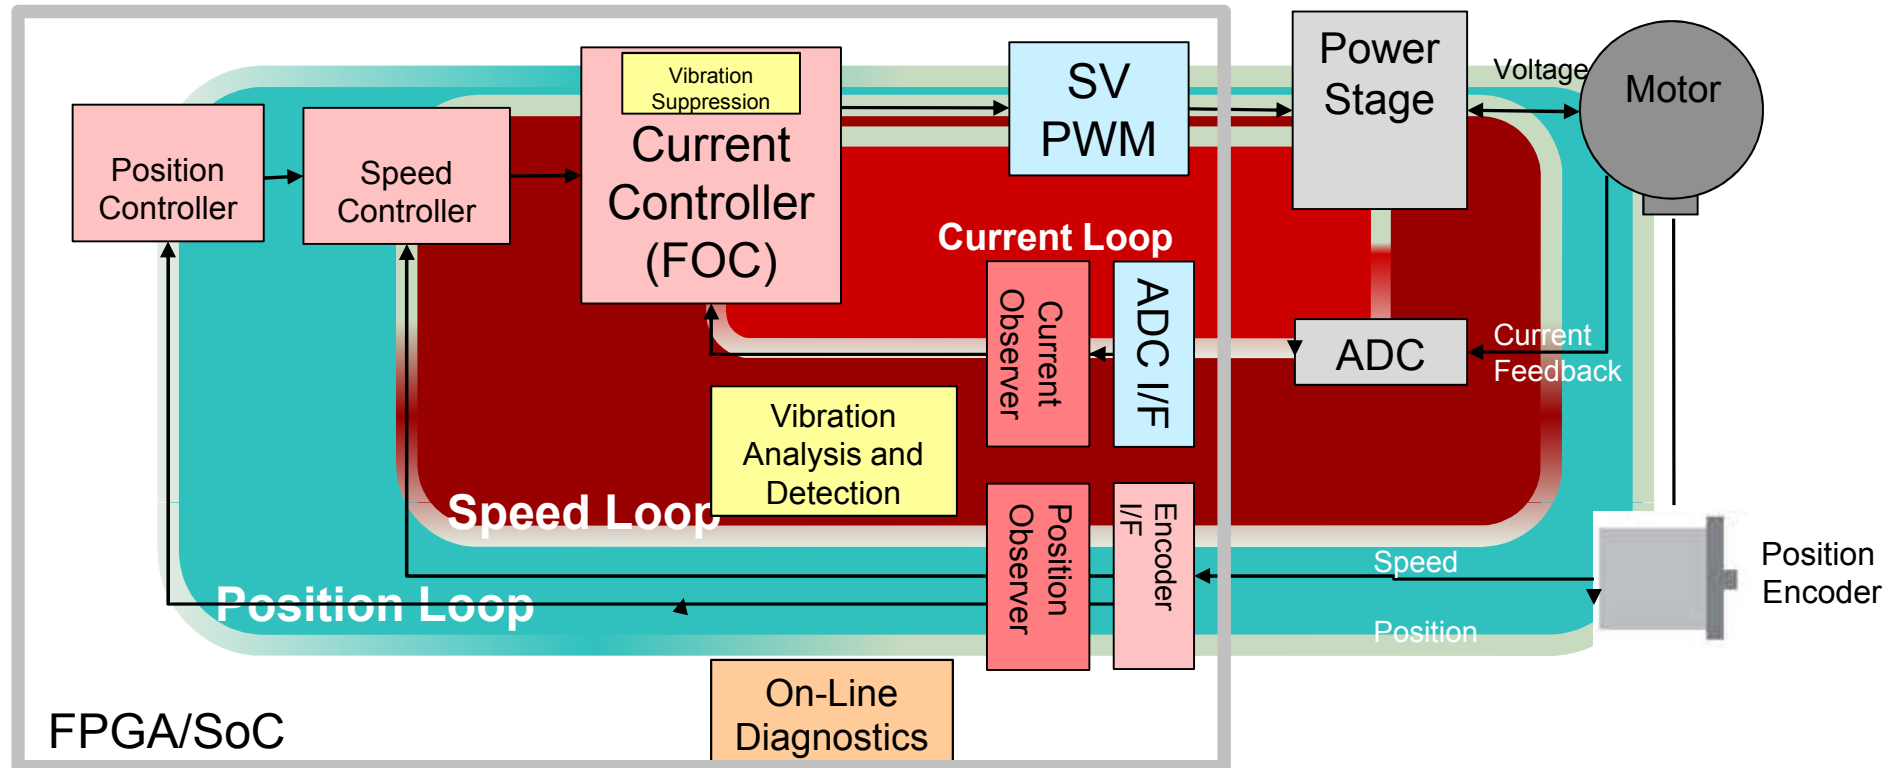 Vibration
Suppression
Current
Controller
(FOC)
SV
PWM
Power
Stage
Voltage
Motor
Position
Controller
Speed
Controller
Current Loop
Current
Observer
ADC I/F
ADC
Current
Feedback
Vibration
Analysis and
Detection
Speed Loop
Position
Observer
Encoder
I/F
Speed
Position
Encoder
Position Loop
Position
On-Line
Diagnostics
FPGA/SoC